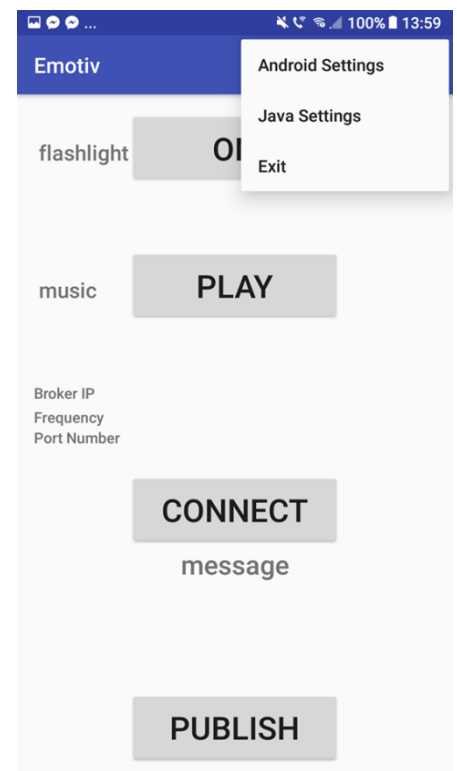 ... 100% 13:59
Emotiv
Android Settings
Java Settings
Exit
flashlight
music PLAY
Broker IP
Frequency
Port Number
CONNECT
message
PUBLISH